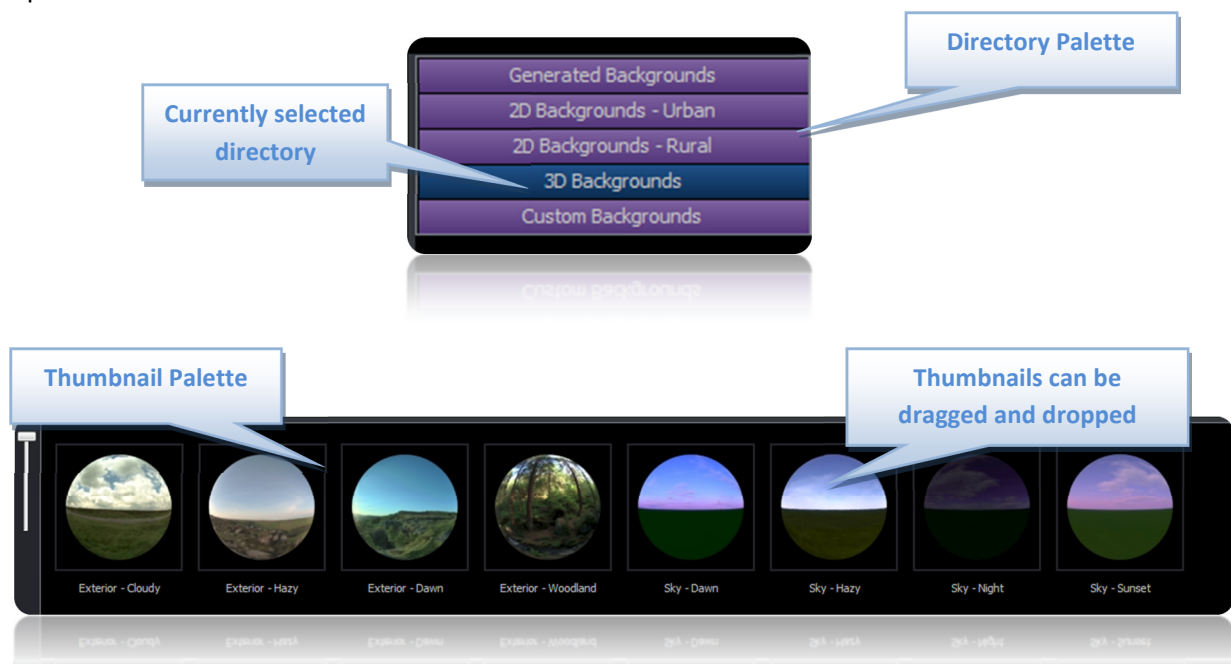 Directory Palette
Generated Backgrounds
Currently selected
directory
2D Backgrounds - Urban
2D Backgrounds - Rural
3D Backgrounds
Custom Backgrounds
Thumbnail Palette
Thumbnails can be
dragged and dropped
Exterior - Cloudy
Exterior - Hazy
Exterior - Dawn
Exterior - Woodland
Sky - Dawn
Sky - Hazy
Sky - Night
Sky - Sunset